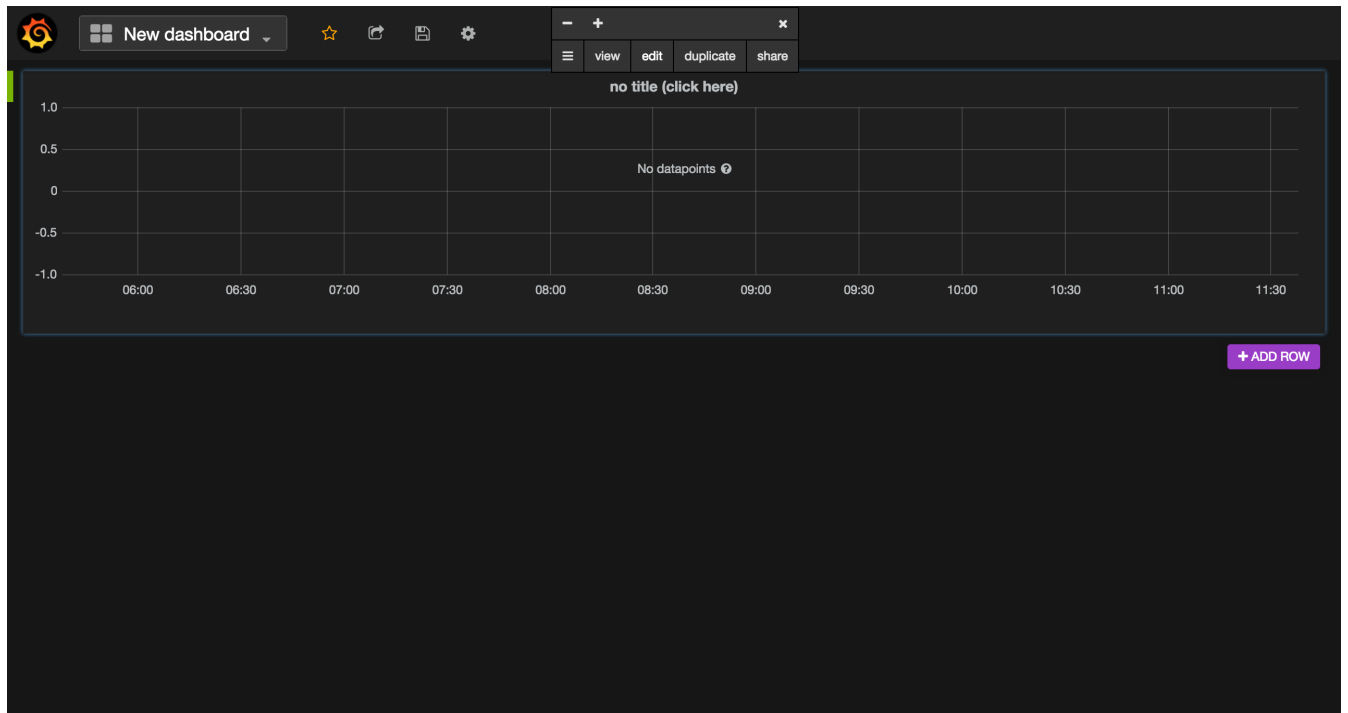 New dashboard
view edit duplicate share
no title (click here)
1.0
0.5
0
-0.5
-1.0
No datapoints
06:00 06:30 07:00 07:30 08:00 08:30 09:00 09:30 10:00 10:30 11:00 11:30
+ ADD ROW